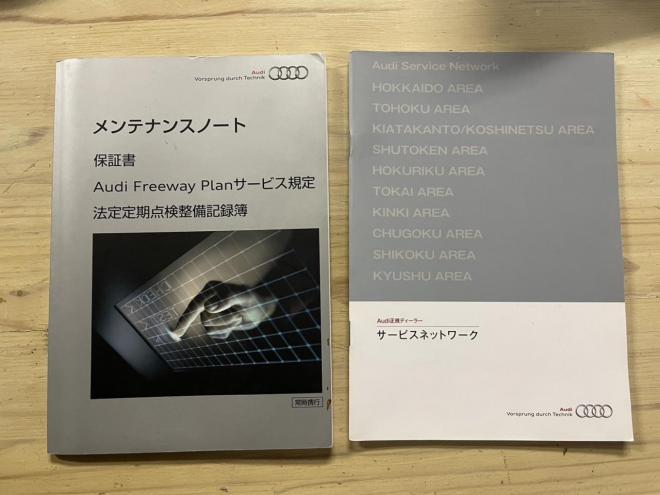 Audi
Vorsprung durch Technik
メンテナンスノート
保証書
Audi Freeway Planサービス規定
法定定期点検整備記録簿
常時携行
Audi Service Network
HOKKAIDO AREA
TOHOKU AREA
KIATAKANTO/KOSHINETSU AREA
SHUTOKEN AREA
HOKURIKU AREA
TOKAI AREA
KINKI AREA
CHUGOKU AREA
SHIKOKU AREA
KYUSHU AREA
Audi正規ディーラー
サービスネットワーク
Audi
Vorsprung durch Technik